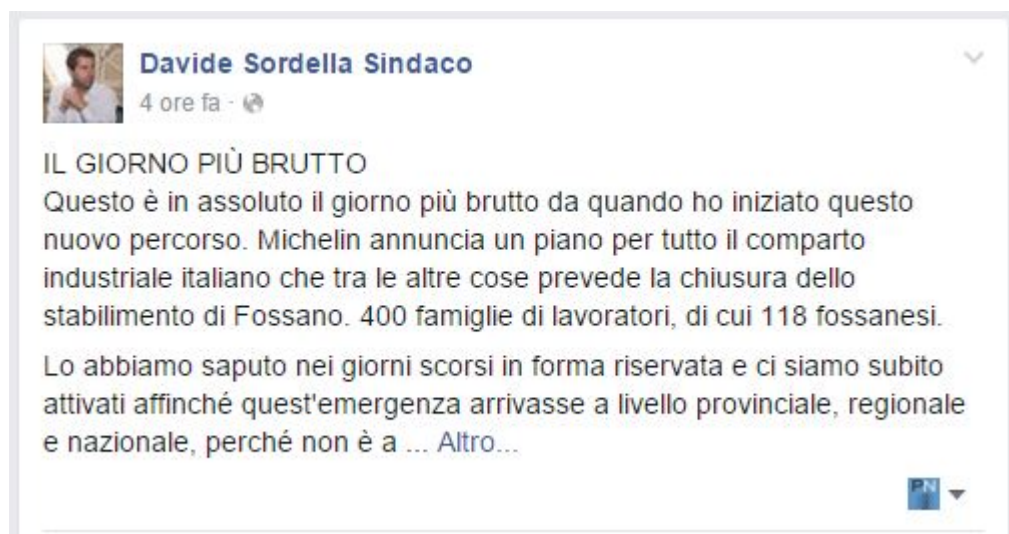 Davide Sordella Sindaco
4 ore fa ·
IL GIORNO PIÙ BRUTTO
Questo è in assoluto il giorno più brutto da quando ho iniziato questo
nuovo percorso. Michelin annuncia un piano per tutto il comparto
industriale italiano che tra le altre cose prevede la chiusura dello
stabilimento di Fossano. 400 famiglie di lavoratori, di cui 118 fossanesi.
Lo abbiamo saputo nei giorni scorsi in forma riservata e ci siamo subito
attivati affinché quest'emergenza arrivasse a livello provinciale, regionale
e nazionale, perché non è a ... Altro...
PN